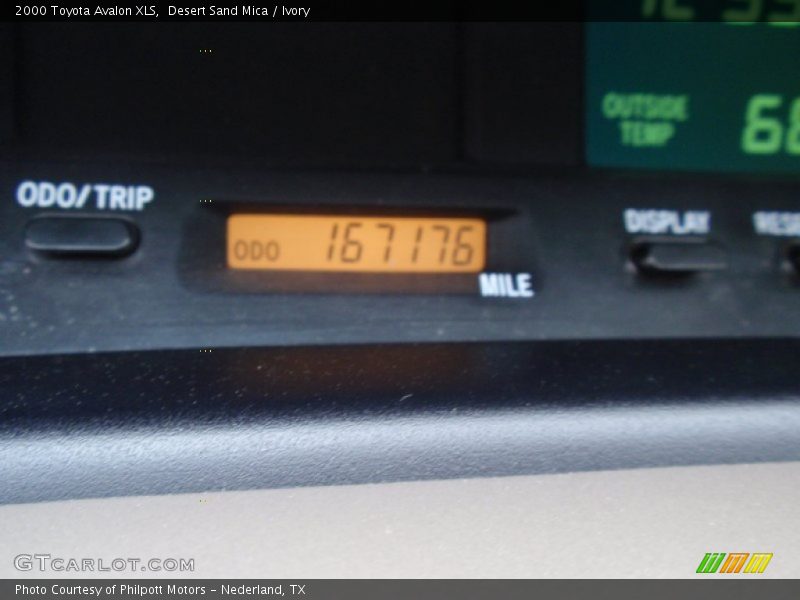 2000 Toyota Avalon XLS,  Desert Sand Mica / Ivory
OUTSIDE
TEMP
ODO/TRIP
ODO 167176
MILE
DISPLAY
GTCARLOT.COM
Photo Courtesy of Philpott Motors - Nederland, TX